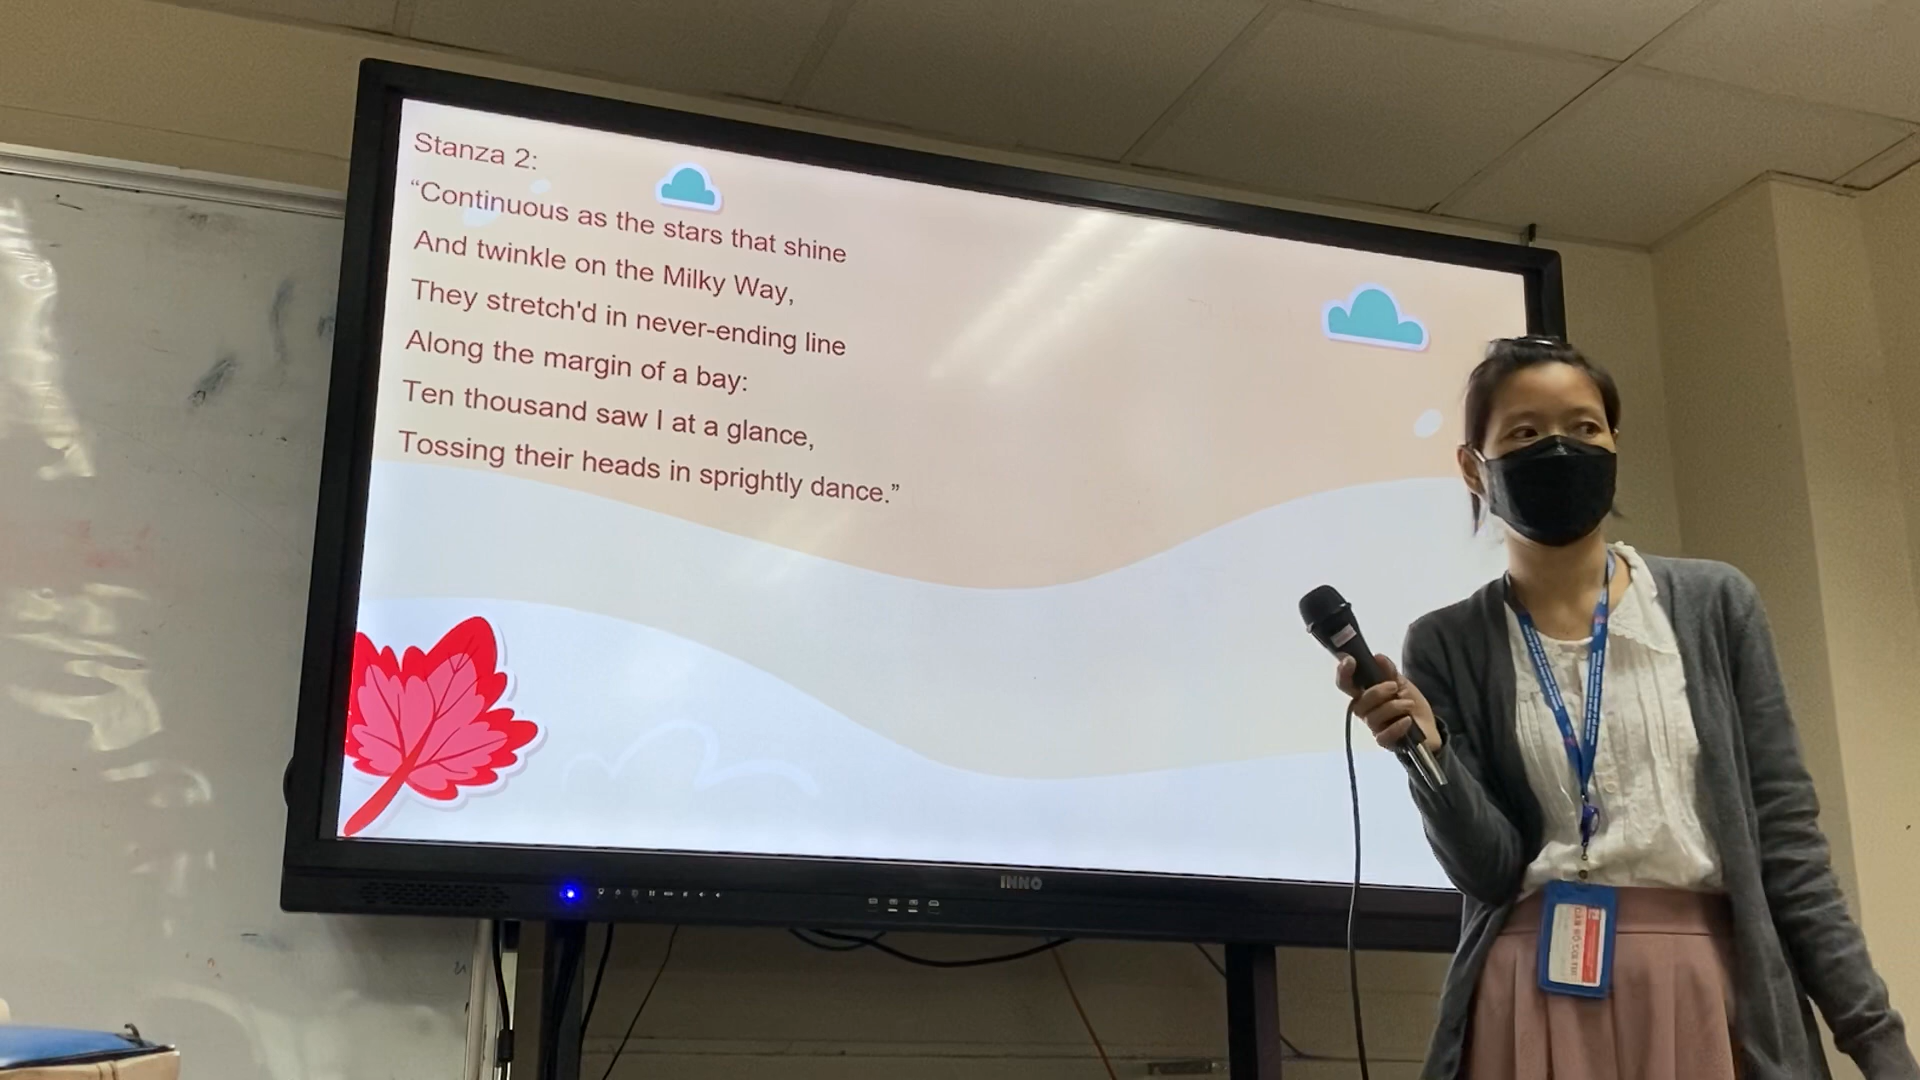 Stanza 2:
“Continuous as the stars that shine
And twinkle on the Milky Way,
They stretch'd in never-ending line
Along the margin of a bay:
Ten thousand saw I at a glance,
Tossing their heads in sprightly dance.”
INNO